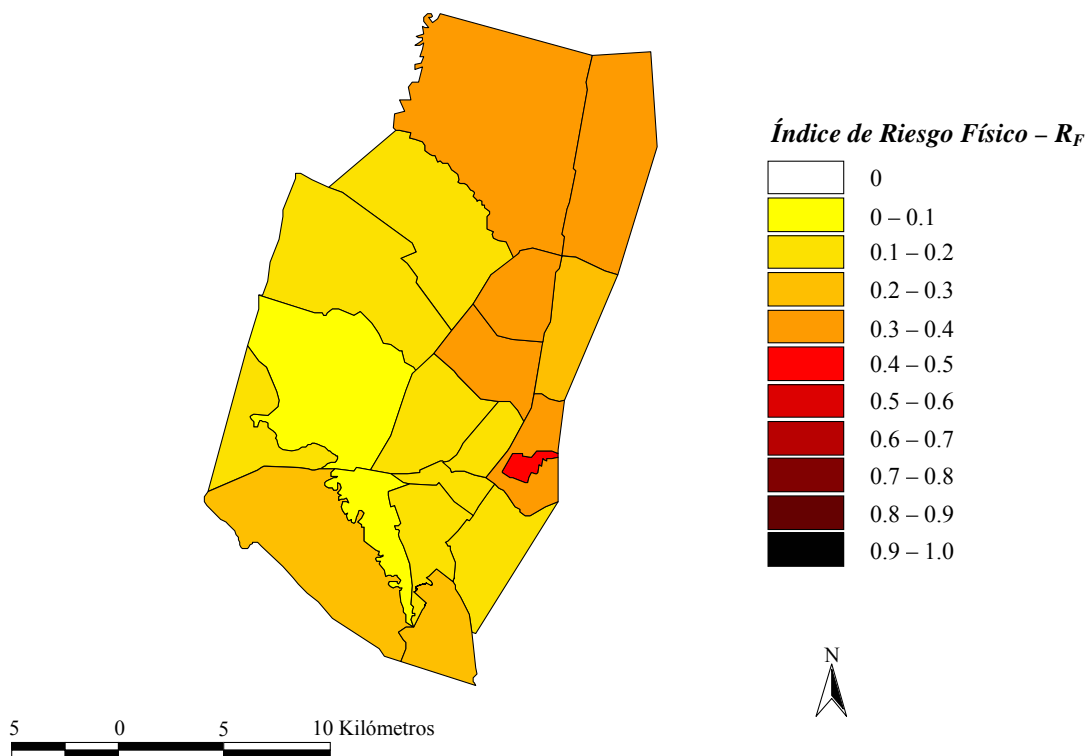 Índice de Riesgo Físico – RF
0
0 – 0.1
0.1 – 0.2
0.2 – 0.3
0.3 – 0.4
0.4 – 0.5
0.5 – 0.6
0.6 – 0.7
0.7 – 0.8
0.8 – 0.9
0.9 – 1.0
N
5 0 5 10 Kilómetros